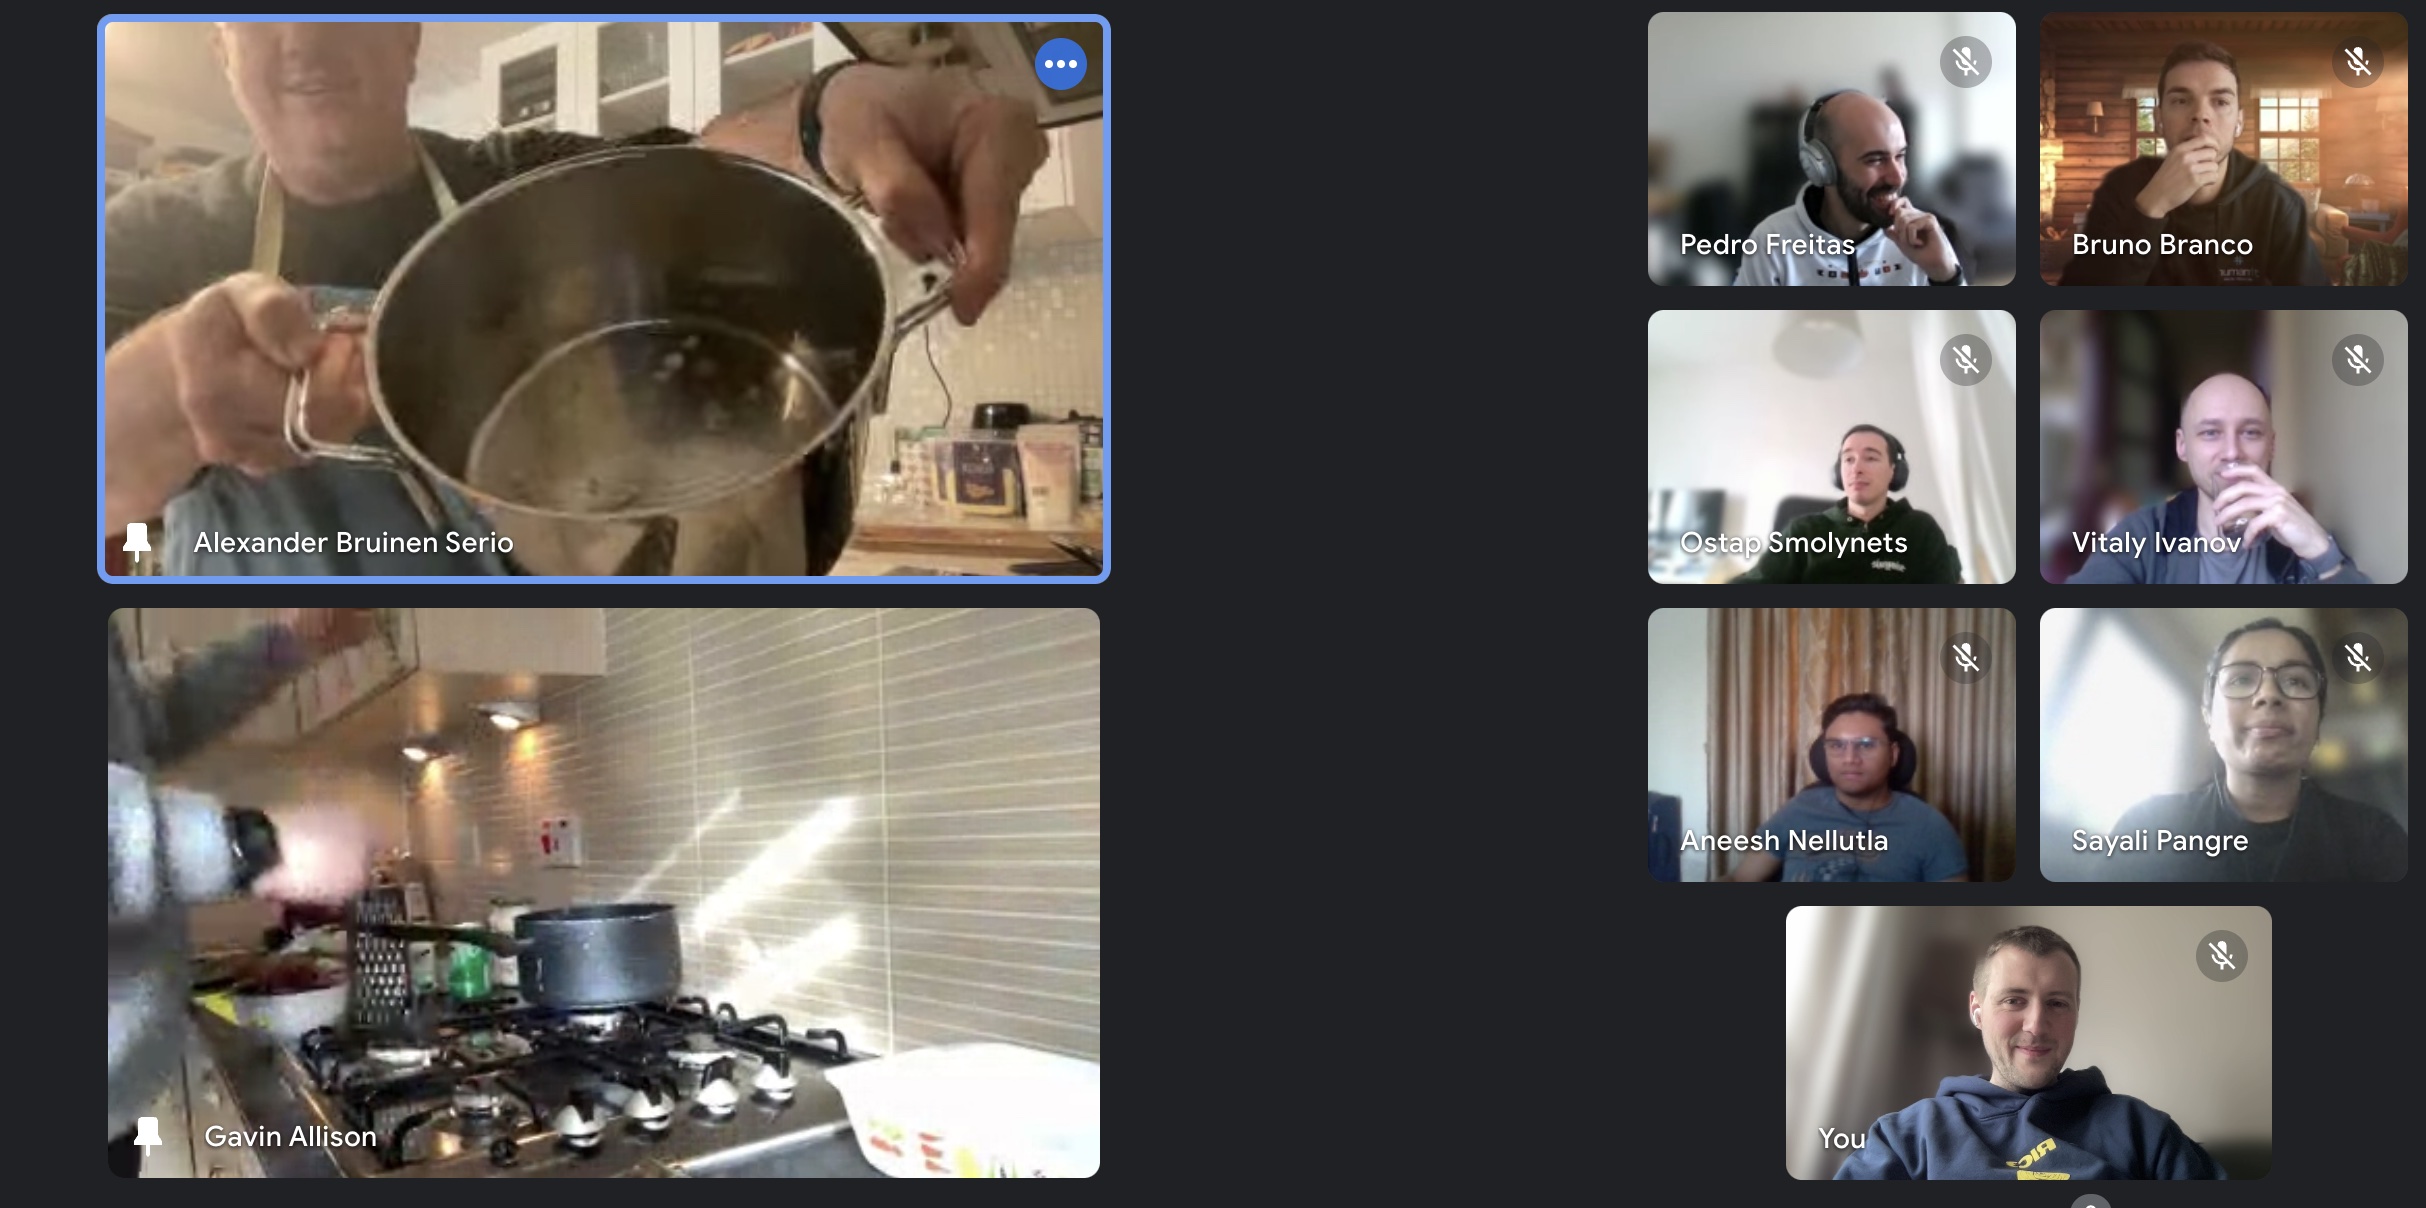 Alexander Bruinen Serio
Pedro Freitas
Bruno Branco
Ostap Smolynets
Vitaly Ivanov
Gavin Allison
Aneesh Nellutla
Sayali Pangre
You